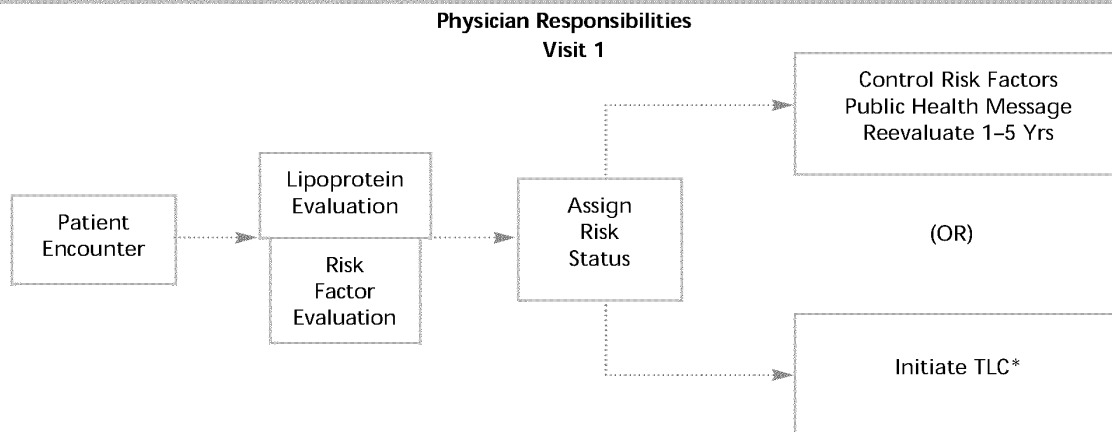 Physician Responsibilities
Visit 1
Patient
Encounter
Lipoprotein
Evaluation
Risk
Factor
Evaluation
Assign
Risk
Status
Control Risk Factors
Public Health Message
Reevaluate 1–5 Yrs
(OR)
Initiate TLC*